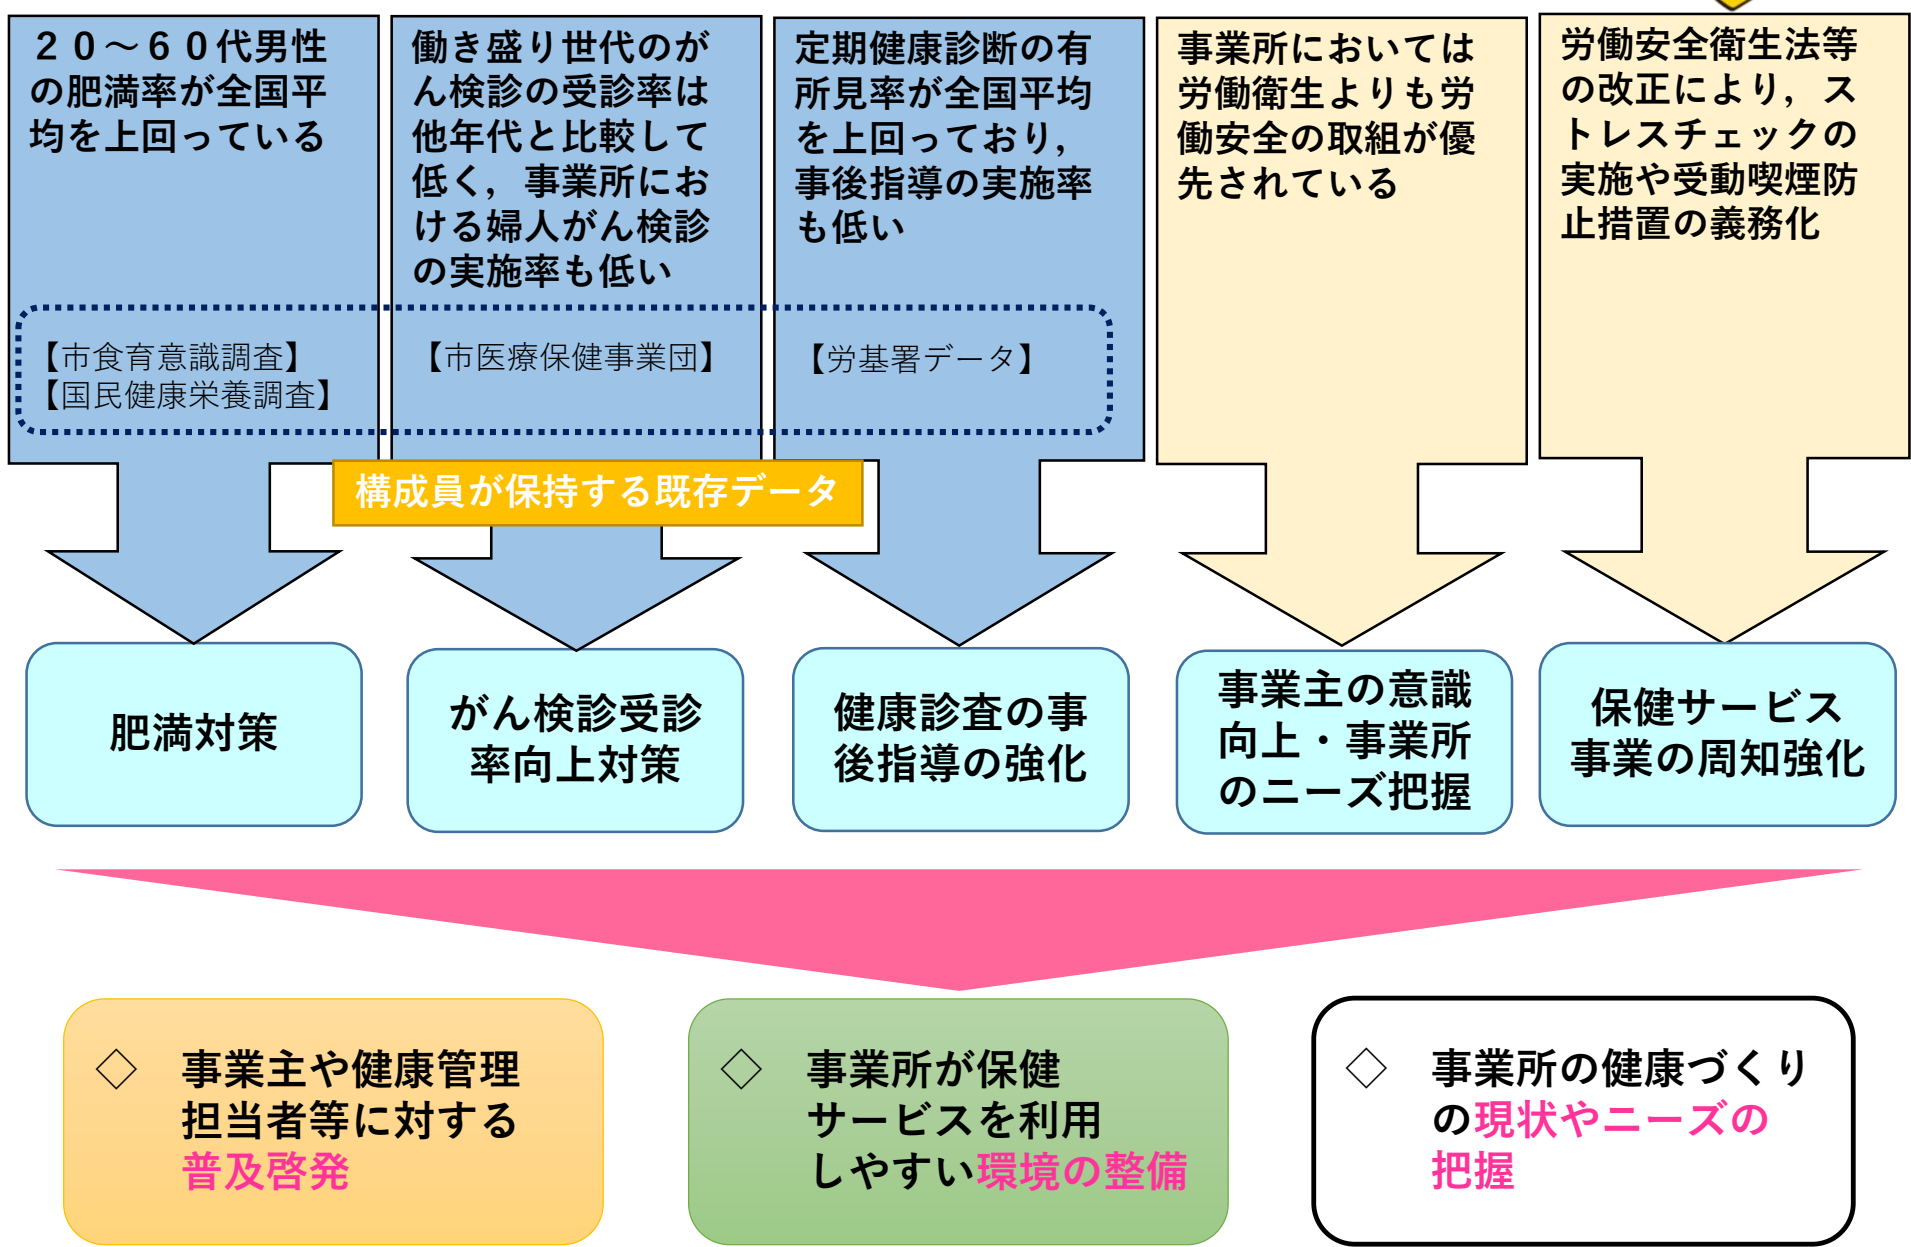 ２０～６０代男性
の肥満率が全国平
均を上回っている
働き盛り世代のが
ん検診の受診率は
他年代と比較して
低く，事業所にお
ける婦人がん検診
の実施率も低い
定期健康診断の有
所見率が全国平均
を上回っており，
事後指導の実施率
も低い
事業所においては
労働衛生よりも労
働安全の取組が優
先されている
労働安全衛生法等
の改正により，ス
トレスチェックの
実施や受動喫煙防
止措置の義務化
【市食育意識調査】
【国民健康栄養調査】
【市医療保健事業団】
【労基署データ】
構成員が保持する既存データ
肥満対策
がん検診受診
率向上対策
健康診査の事
後指導の強化
事業主の意識
向上・事業所
のニーズ把握
保健サービス
事業の周知強化
◇ 事業主や健康管理
担当者等に対する
普及啓発
◇ 事業所が保健
サービスを利用
しやすい環境の整備
◇ 事業所の健康づくり
の現状やニーズの
把握